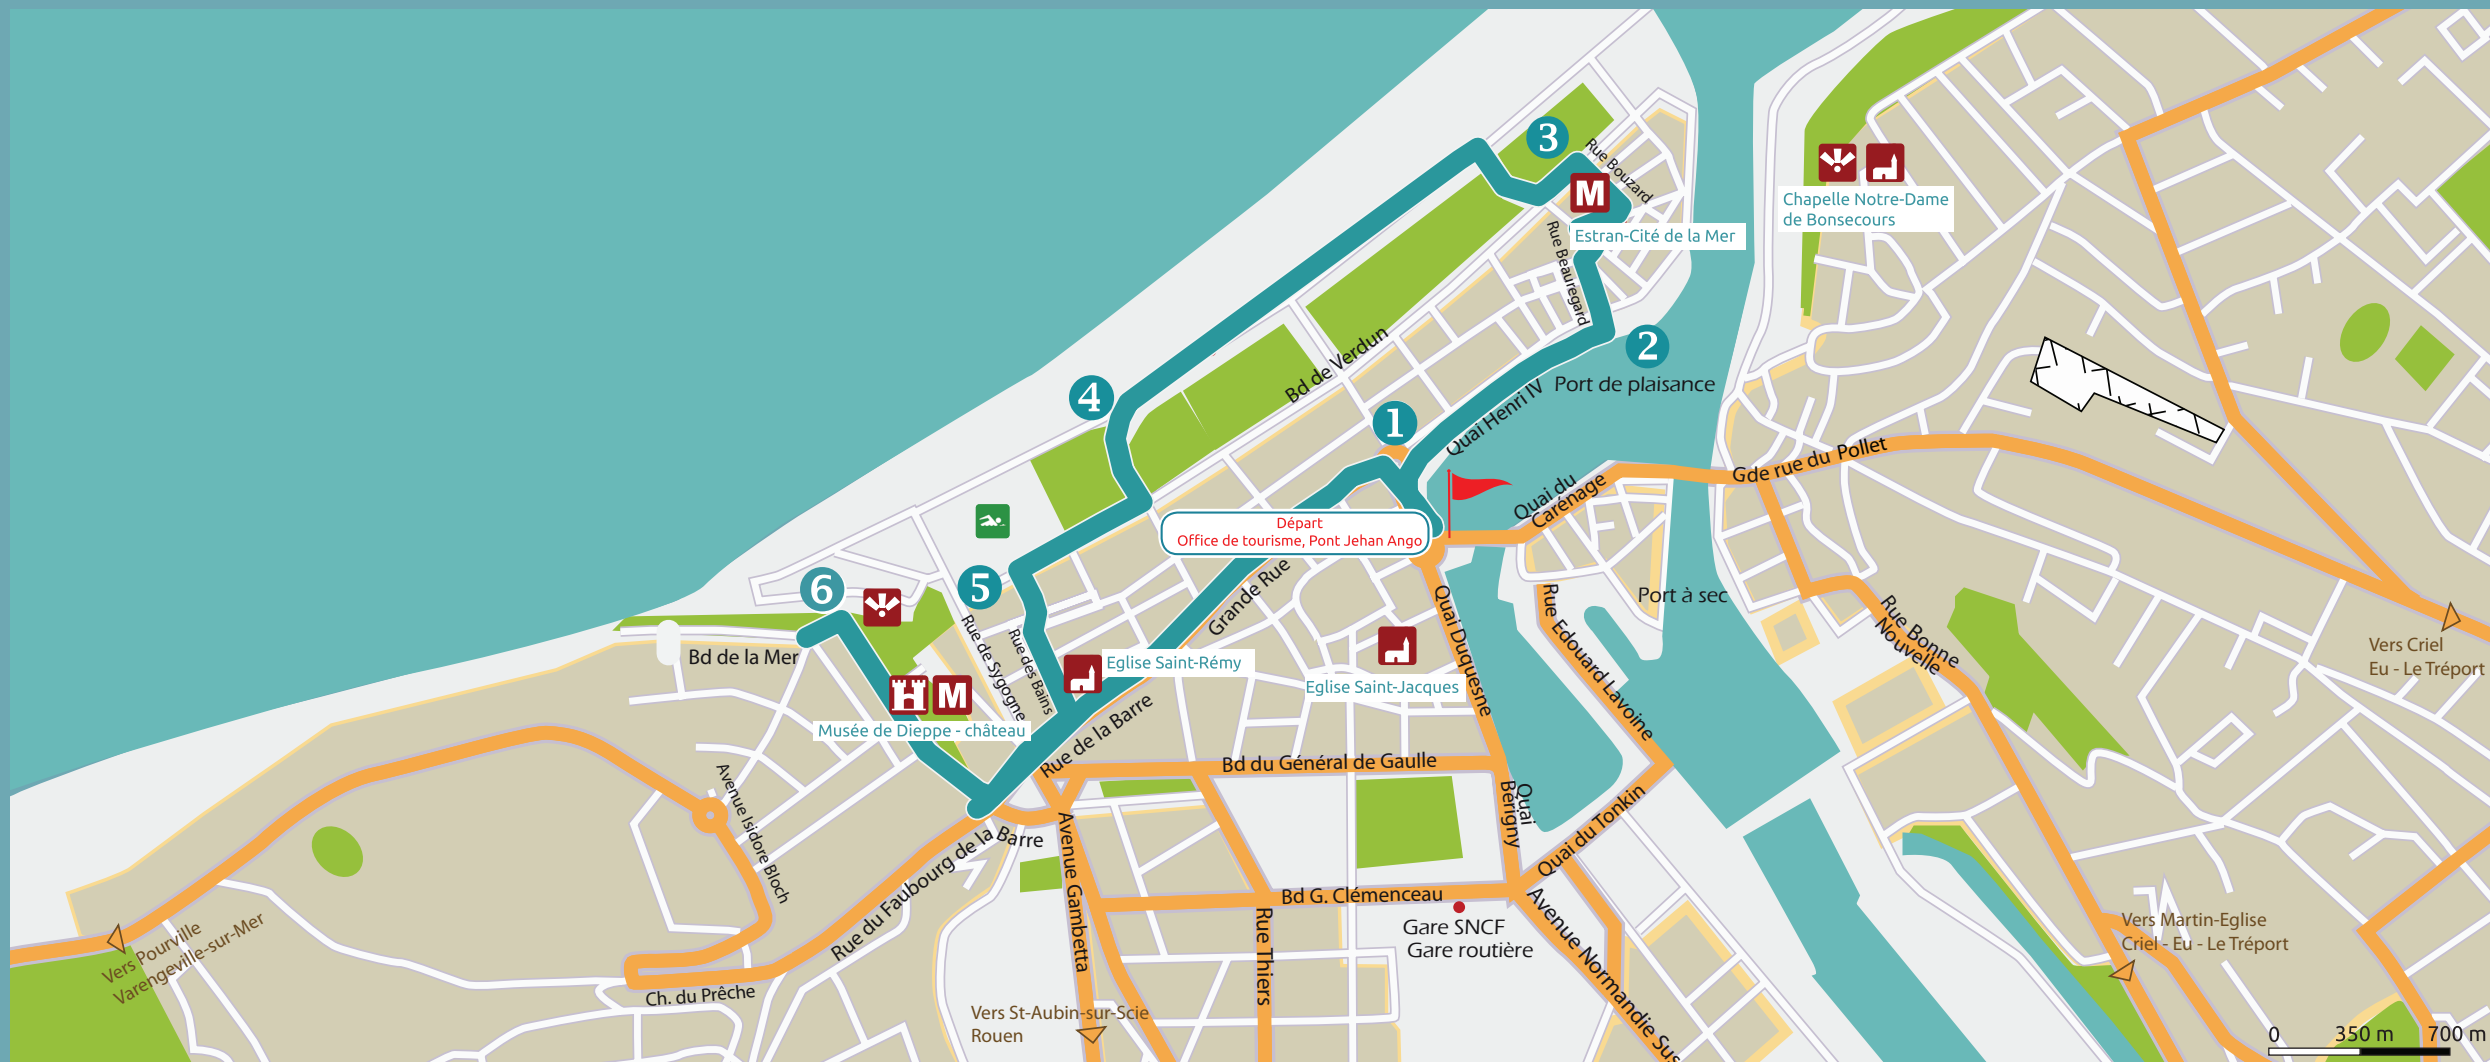 3
Rue Bouzard
M
Estran-Cité de la Mer
Rue Beauregard
Chapelle Notre-Dame
de Bonsecours
2
Port de plaisance
Bd de Verdun
4
1
Quai Henri IV
Départ
Office de tourisme, Pont Jehan Ango
Quai du
Carénage
Gde rue du Pollet
6
5
Grande Rue
Port à sec
Bd de la Mer
Rue de Sygogne
Rue des Bains
Eglise Saint-Rémy
Eglise Saint-Jacques
Quai Duquesne
Rue Edouard Lavoine
Rue Bonne
Nouvelle
Vers Criel
Eu - Le Tréport
M
Musée de Dieppe - château
Rue de la Barre
Bd du Général de Gaulle
Avenue Isidore Bloch
Quai
Bérigny
Quai du Tonkin
Rue du Faubourg de la Barre
Avenue Gambetta
Bd G. Clémenceau
Gare SNCF
Gare routière
Rue Thiers
Avenue Normandie Sus
Vers Pourville
Varengeville-sur-Mer
Ch. du Prêche
Vers St-Aubin-sur-Scie
Rouen
Vers Martin-Eglise
Criel - Eu - Le Tréport
0 350 m 700 m